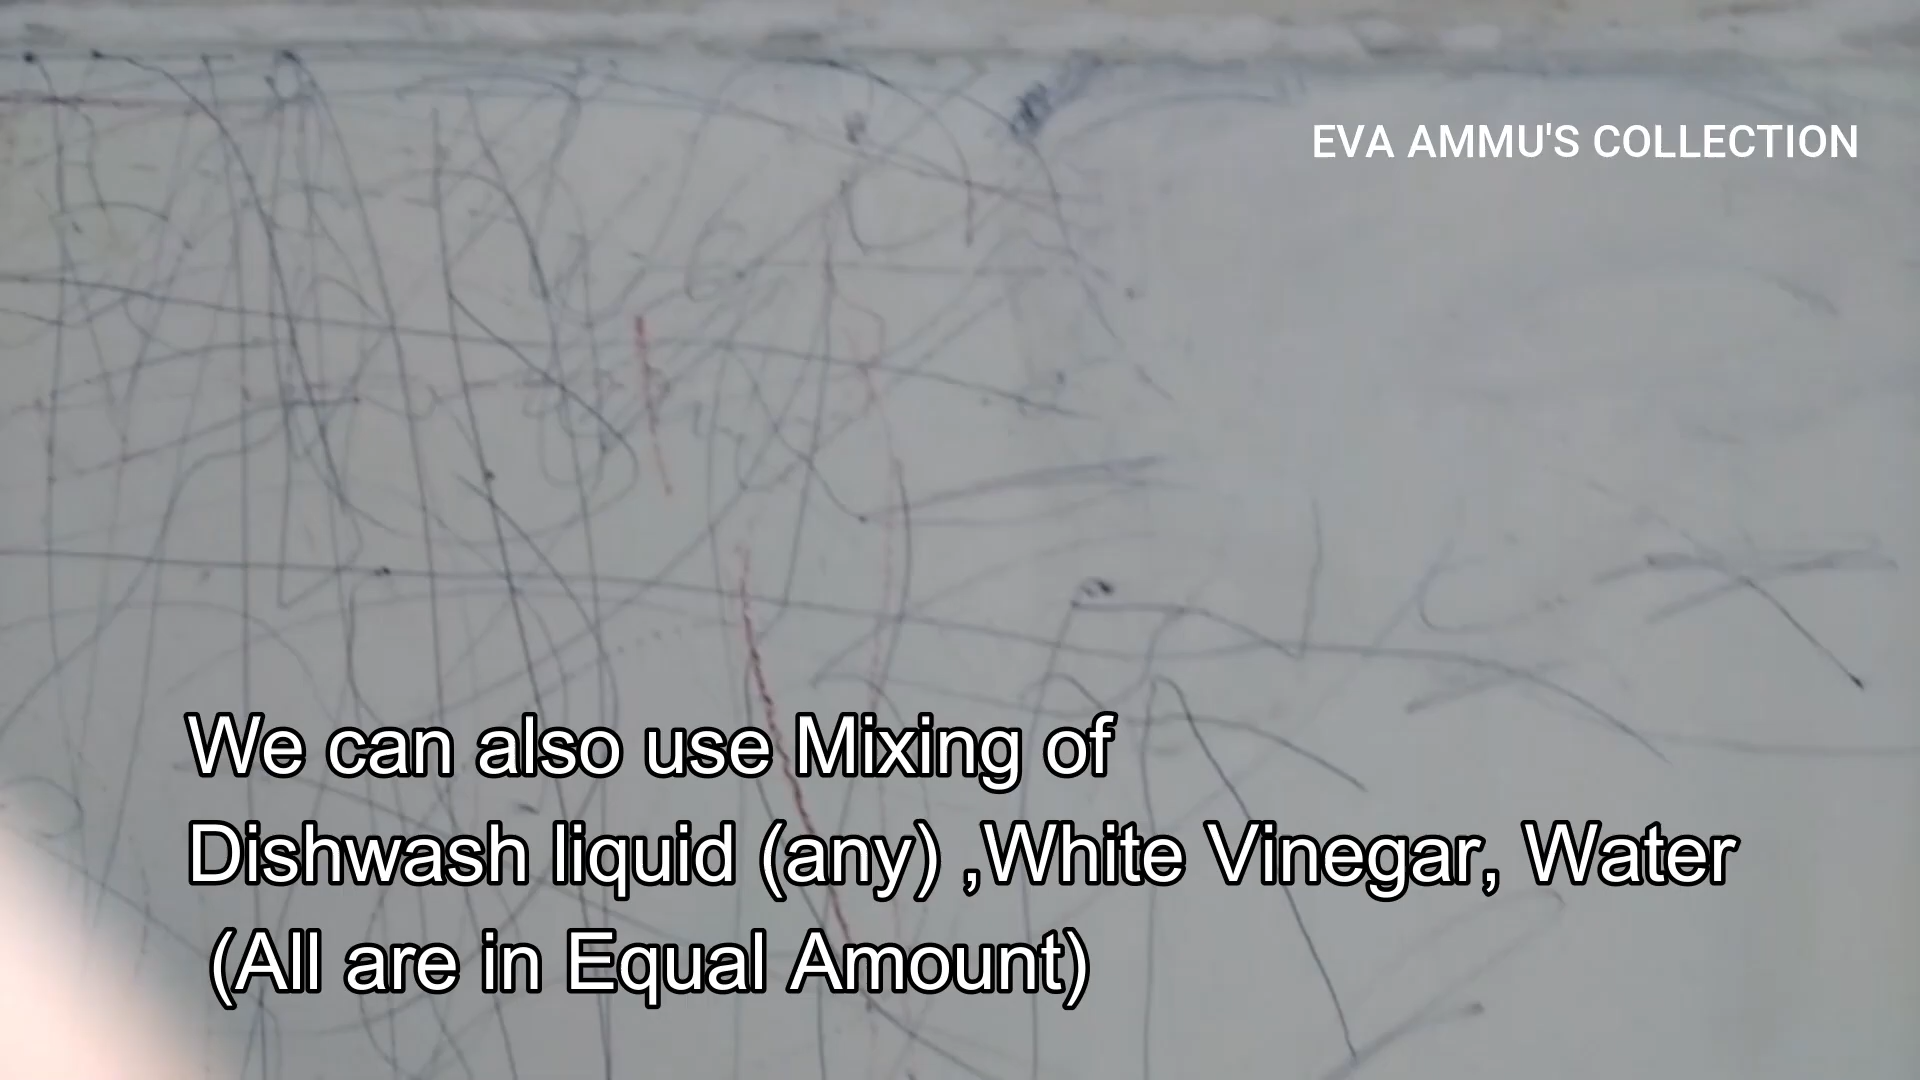 EVA AMMU'S COLLECTION
We can also use Mixing of
Dishwash liquid (any) ,White Vinegar, Water
(All are in Equal Amount)